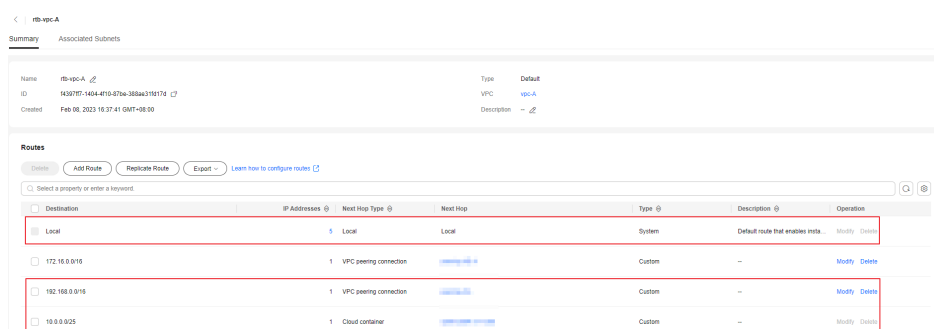 < rtb-vpc-A
Summary Associated Subnets
Name rtb-vpc-A Type Default
ID f4397ff7-1404-4f10-87be-388ae31fd17d VPC vpc-A
Created Feb 08, 2023 16:37:41 GMT+08:00 Description --
Routes
Delete Add Route Replicate Route Export Learn how to configure routes
Select a property or enter a keyword.
Destination IP Addresses Next Hop Type Next Hop Type Description Operation
Local 5 Local Local System Default route that enables insta... Modify Delete
172.16.0.0/16 1 VPC peering connection Custom -- Modify Delete
192.168.0.0/16 1 VPC peering connection Custom -- Modify Delete
10.0.0.0/25 1 Cloud container Custom -- Modify Delete